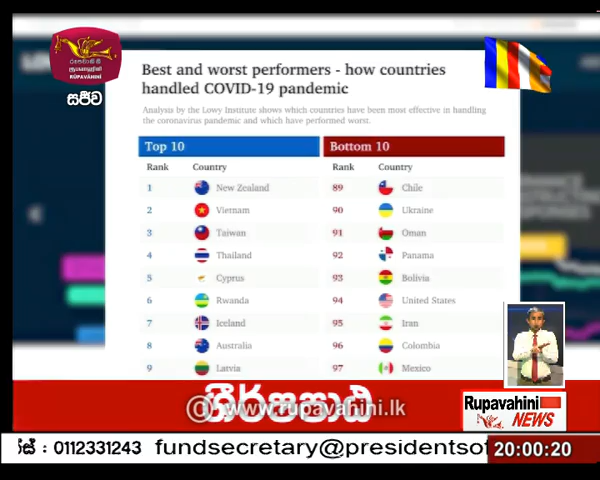 රූපවාහිනී
RUPAVAHINI
සජීව
Best and worst performers - how countries
handled COVID-19 pandemic
Analysis by the Lowy Institute shows which countries have been most effective in handling
the coronavirus pandemic and which have performed worst.
Top 10 Bottom 10
Rank Country Rank Country
1 New Zealand 89 Chile
2 Vietnam 90 Ukraine
3 Taiwan 91 Oman
4 Thailand 92 Panama
5 Cyprus 93 Bolivia
6 Rwanda 94 United States
7 Iceland 95 Iran
8 Australia 96 Colombia
9 Latvia 97 Mexico
© www.rupavahini.lk
Rupavahini
NEWS
: 0112331243 fundsecretary@presidentsof
20:00:20